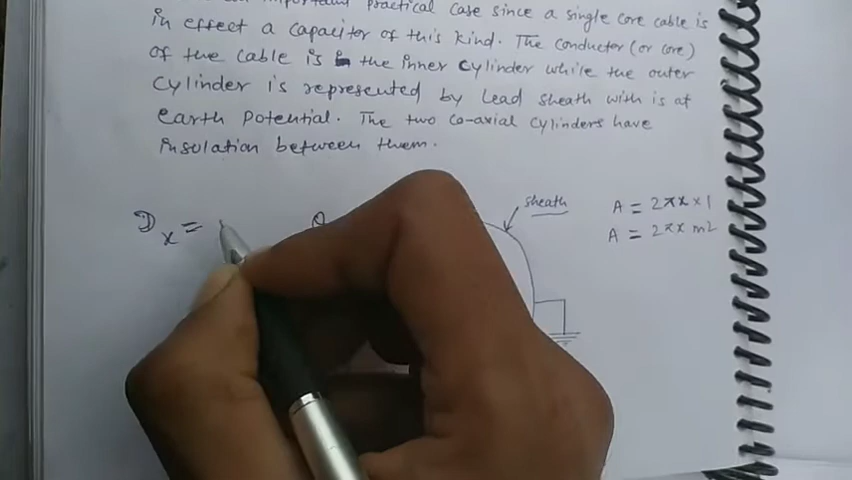 important practical case since a single core cable is
in effect a capacitor of this kind. The conductor (or core)
of the cable is the inner cylinder while the outer
cylinder is represented by lead sheath with is at
earth potential. The two co-axial cylinders have
insulation between them.
sheath
A = 2πx × 1
A = 2πx m2
D x =
Q